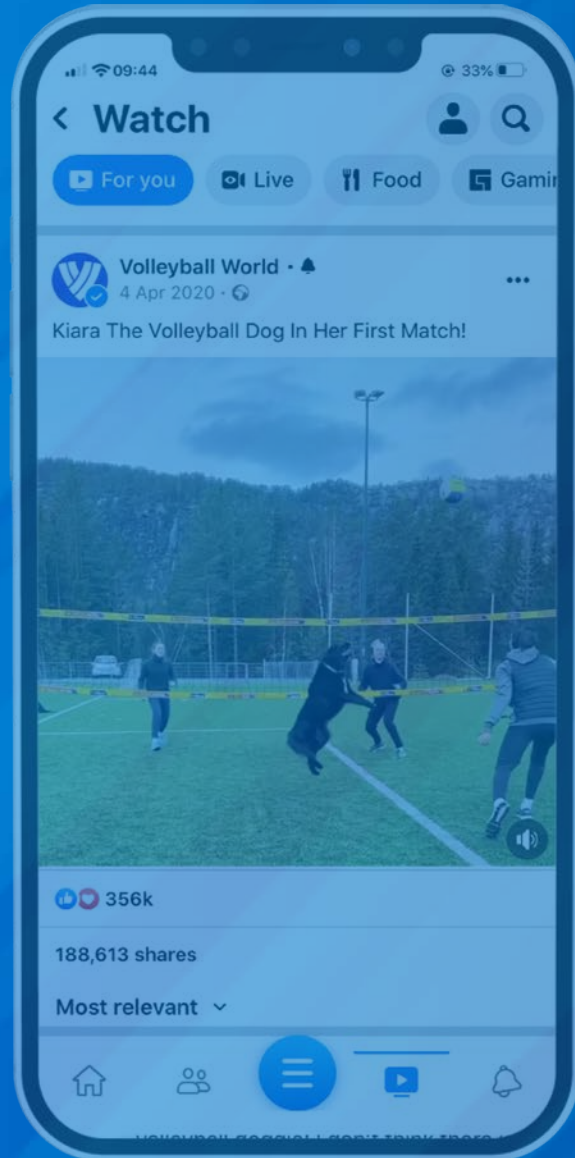 09:44
33%
Watch
For you
Live
Food
Gamin
Volleyball World
4 Apr 2020
Kiara The Volleyball Dog In Her First Match!
356k
188,613 shares
Most relevant